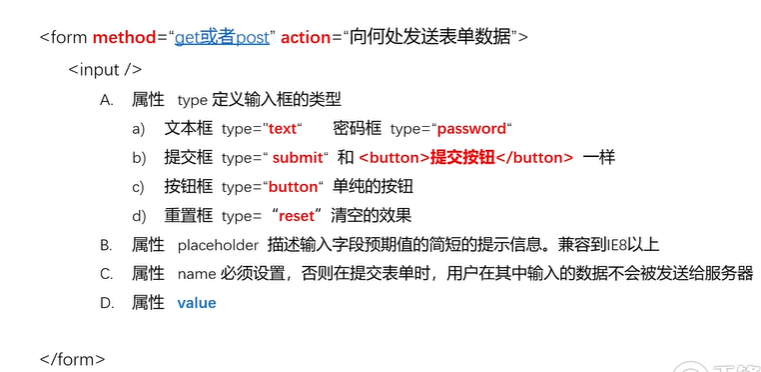 <form method=“get或者post” action=“向何处发送表单数据”>
<input />
A. 属性 type 定义输入框的类型
a) 文本框 type="text“ 密码框 type=“password“
b) 提交框 type=“ submit“ 和 <button>提交按钮</button> 一样
c) 按钮框 type=“button“ 单纯的按钮
d) 重置框 type= “reset”清空的效果
B. 属性 placeholder 描述输入字段预期值的简短的提示信息。兼容到IE8以上
C. 属性 name 必须设置，否则在提交表单时，用户在其中输入的数据不会被发送给服务器
D. 属性 value
</form>